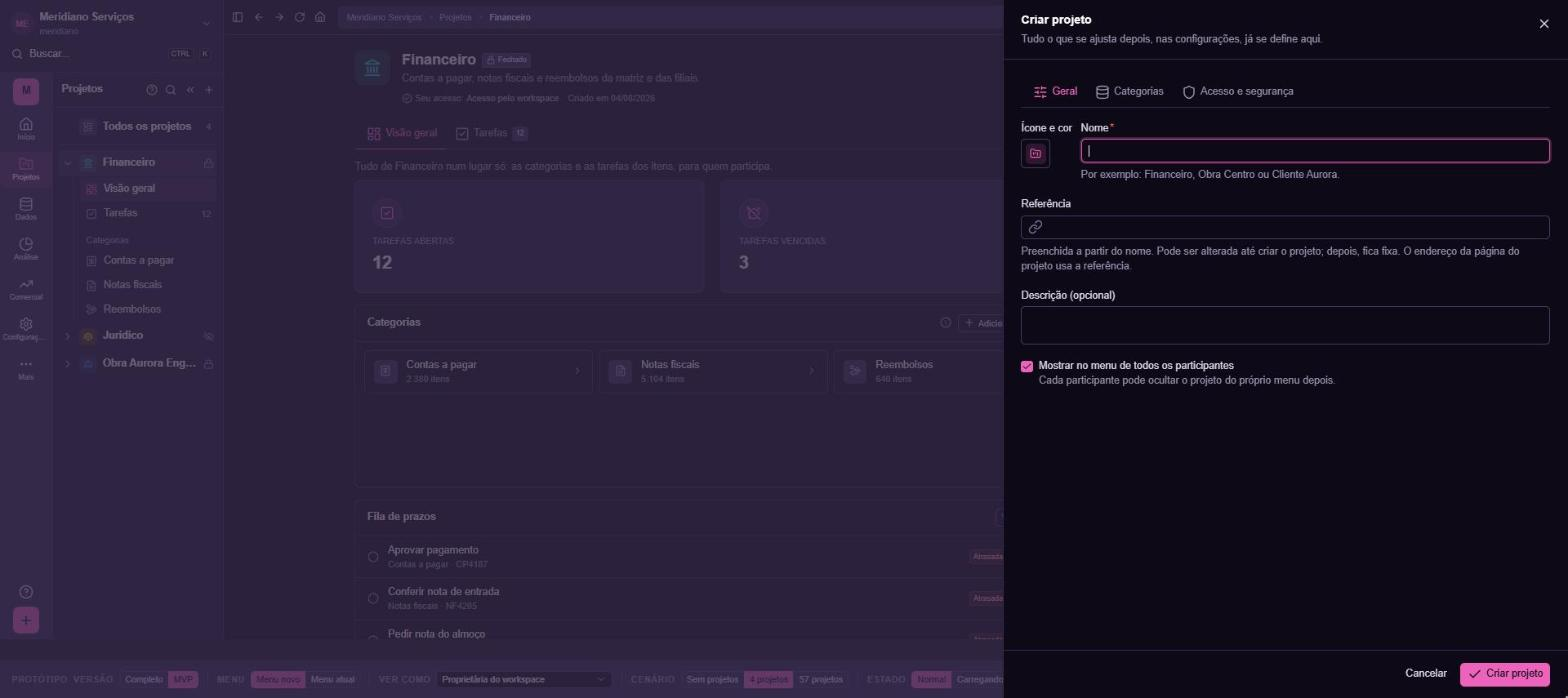 ME
Meridiano Serviços
meridiano
Buscar...
CTRL K
M
Início
Projetos
Dados
Análise
Comercial
Configuraç...
Mais
Projetos
Todos os projetos 4
Financeiro
Visão geral
Tarefas 12
Categorias
Contas a pagar
Notas fiscais
Reembolsos
Jurídico
Obra Aurora Eng...
Meridiano Serviços
Projetos
Financeiro
Financeiro
Fechado
Contas a pagar, notas fiscais e reembolsos da matriz e das filiais.
Seu acesso: Acesso pelo workspace · Criado em 04/08/2026
Visão geral
Tarefas 12
Tudo de Financeiro num lugar só: as categorias e as tarefas dos itens, para quem participa.
TAREFAS ABERTAS
12
TAREFAS VENCIDAS
3
Categorias
Adicio
Contas a pagar
2.380 itens
Notas fiscais
5.104 itens
Reembolsos
640 itens
Fila de prazos
Aprovar pagamento
Contas a pagar · CP4187
Atrasada
Conferir nota de entrada
Notas fiscais · NF4205
Atrasada
Pedir nota do almoço
PROTÓTIPO VERSÃO Completo MVP MENU Menu novo Menu atual VER COMO Proprietária do workspace CENÁRIO Sem projetos 4 projetos 57 projetos ESTADO Normal Carregando
Criar projeto
Tudo o que se ajusta depois, nas configurações, já se define aqui.
Geral
Categorias
Acesso e segurança
Ícone e cor
Nome*
Por exemplo: Financeiro, Obra Centro ou Cliente Aurora.
Referência
Preenchida a partir do nome. Pode ser alterada até criar o projeto; depois, fica fixa. O endereço da página do
projeto usa a referência.
Descrição (opcional)
Mostrar no menu de todos os participantes
Cada participante pode ocultar o projeto do próprio menu depois.
Cancelar
Criar projeto